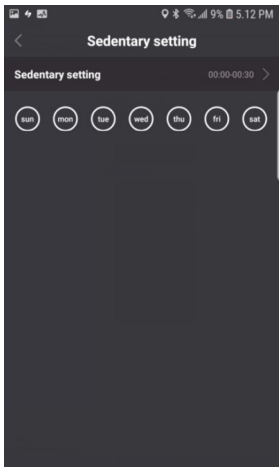 9% 5.12 PM
Sedentary setting
Sedentary setting 00:00-00:30
sun mon tue wed thu fri sat